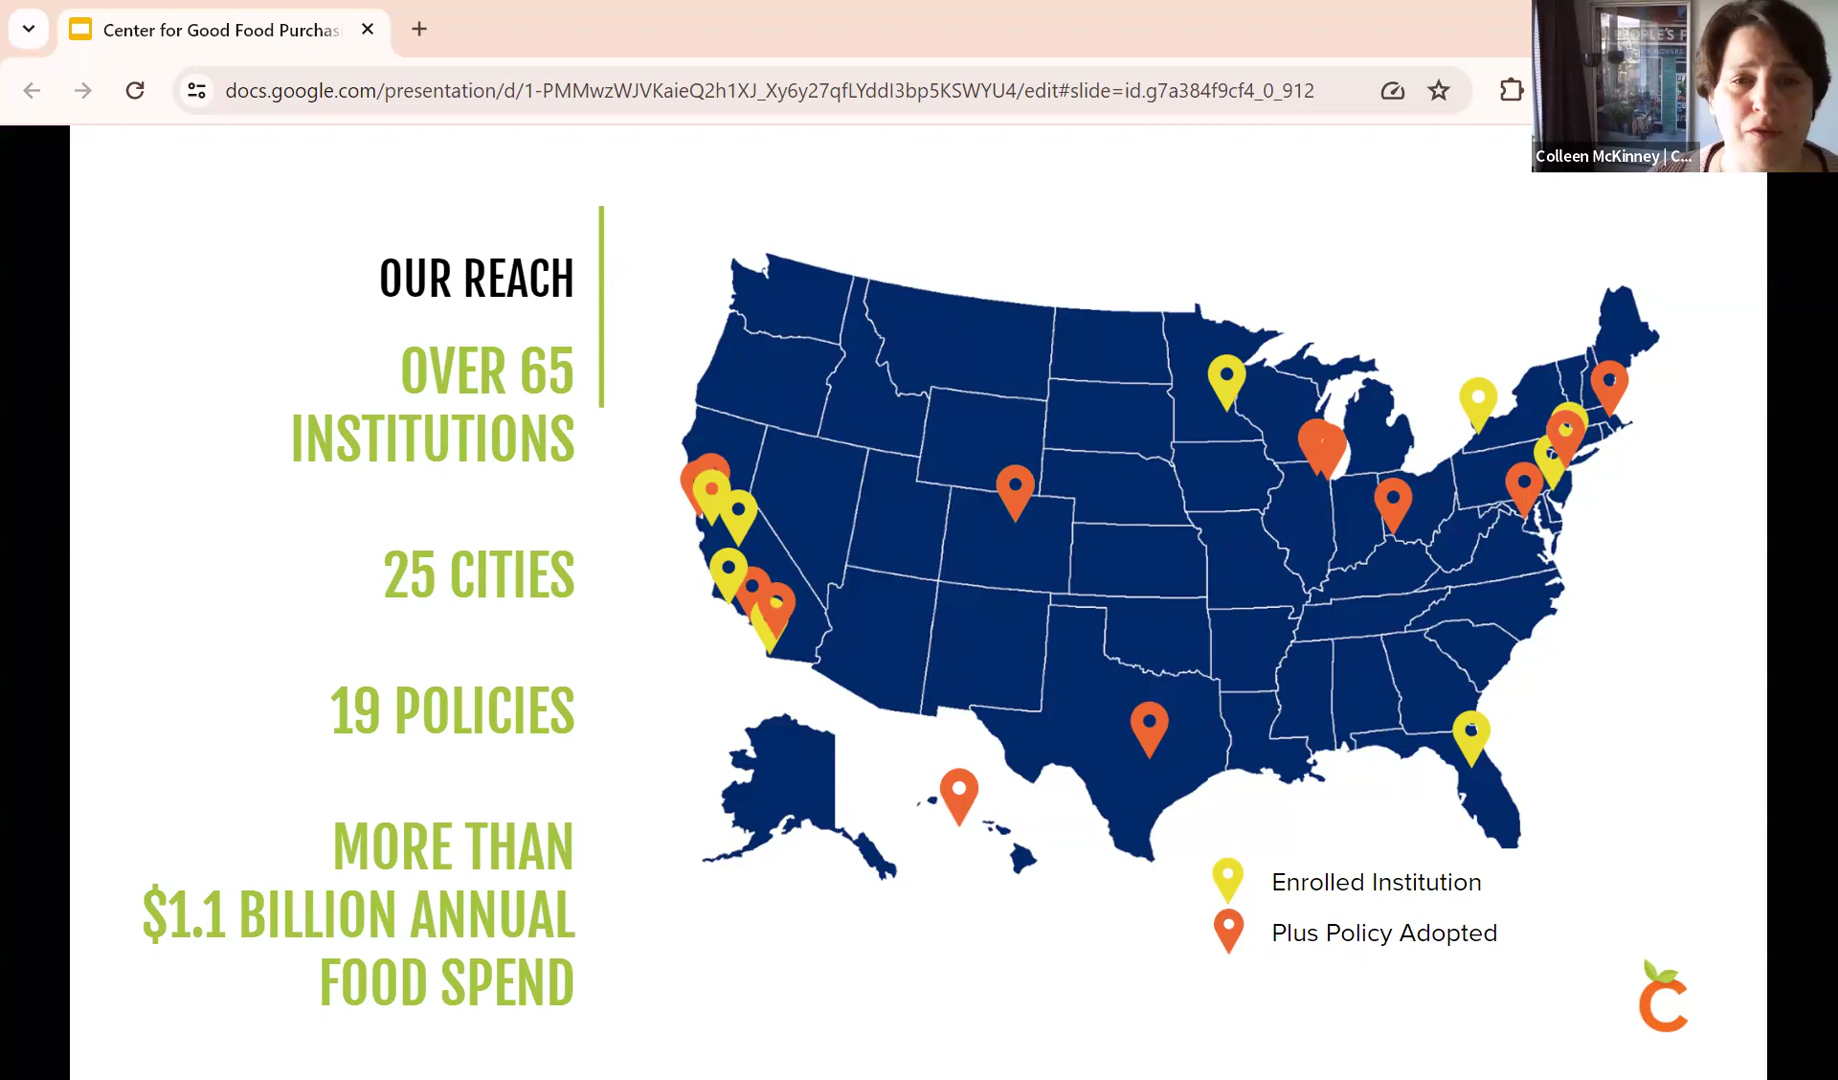 Center for Good Food Purchas
docs.google.com/presentation/d/1-PMMwzWJVKaieQ2h1XJ_Xy6y27qfLYddI3bp5KSWYU4/edit#slide=id.g7a384f9cf4_0_912
Colleen McKinney | C...
OUR REACH
OVER 65
INSTITUTIONS
25 CITIES
19 POLICIES
MORE THAN
$1.1 BILLION ANNUAL
FOOD SPEND
Enrolled Institution
Plus Policy Adopted